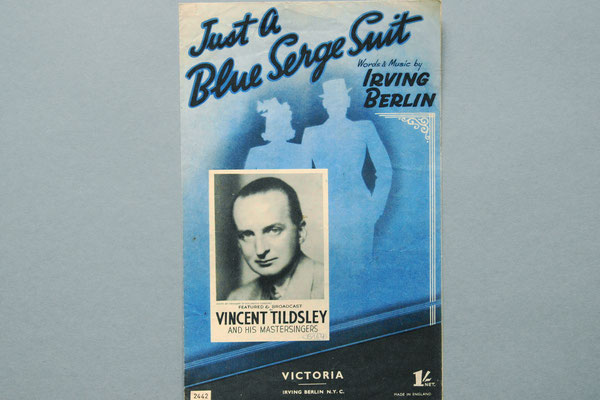 Just A
Blue Serge Suit
Words & Music by
IRVING
BERLIN
FEATURED & BROADCAST
VINCENT TILDSLEY
AND HIS MASTERSINGERS
VICTORIA
IRVING BERLIN N.Y. C.
2442
1/-
NET.
MADE IN ENGLAND